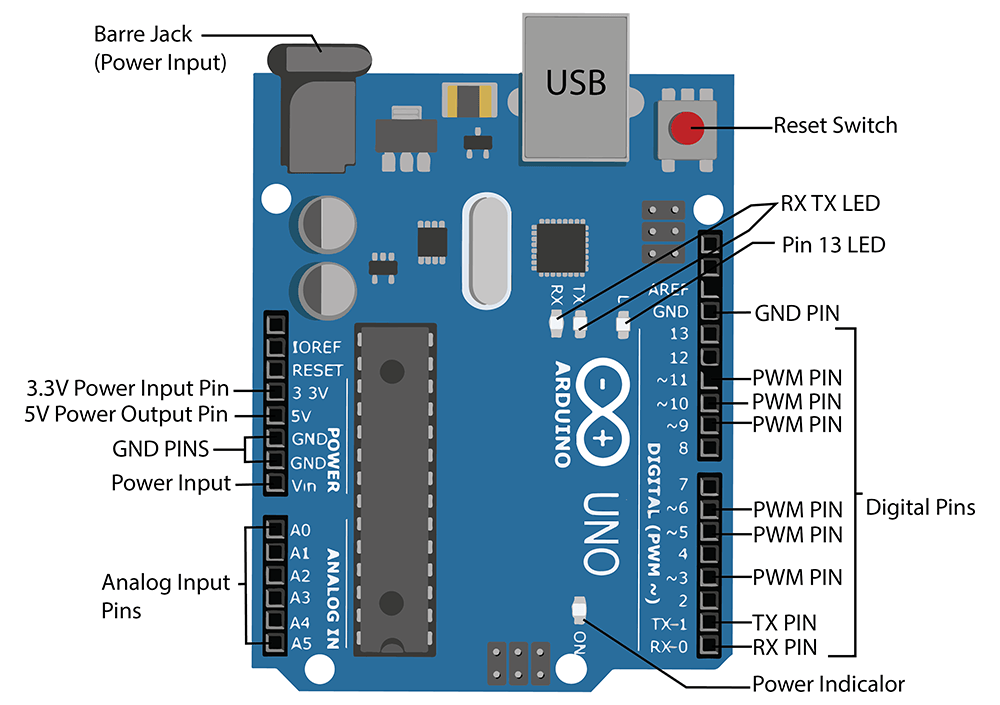 Barre Jack
(Power Input)
USB
Reset Switch
RX TX LED
Pin 13 LED
RX
TX
L
AREF
GND
GND PIN
13
12
~11
PWM PIN
~10
PWM PIN
~9
PWM PIN
8
IOREF
RESET
3.3V Power Input Pin
3 3V
5V Power Output Pin
5V
GND PINS
GND
GND
Power Input
Vin
POWER
ARDUINO
UNO
DIGITAL (PWM ~)
7
~6
PWM PIN
~5
PWM PIN
4
~3
PWM PIN
2
TX-1
TX PIN
RX-0
RX PIN
Digital Pins
Analog Input
Pins
A0
A1
A2
A3
A4
A5
ANALOG IN
ON
Power Indicalor